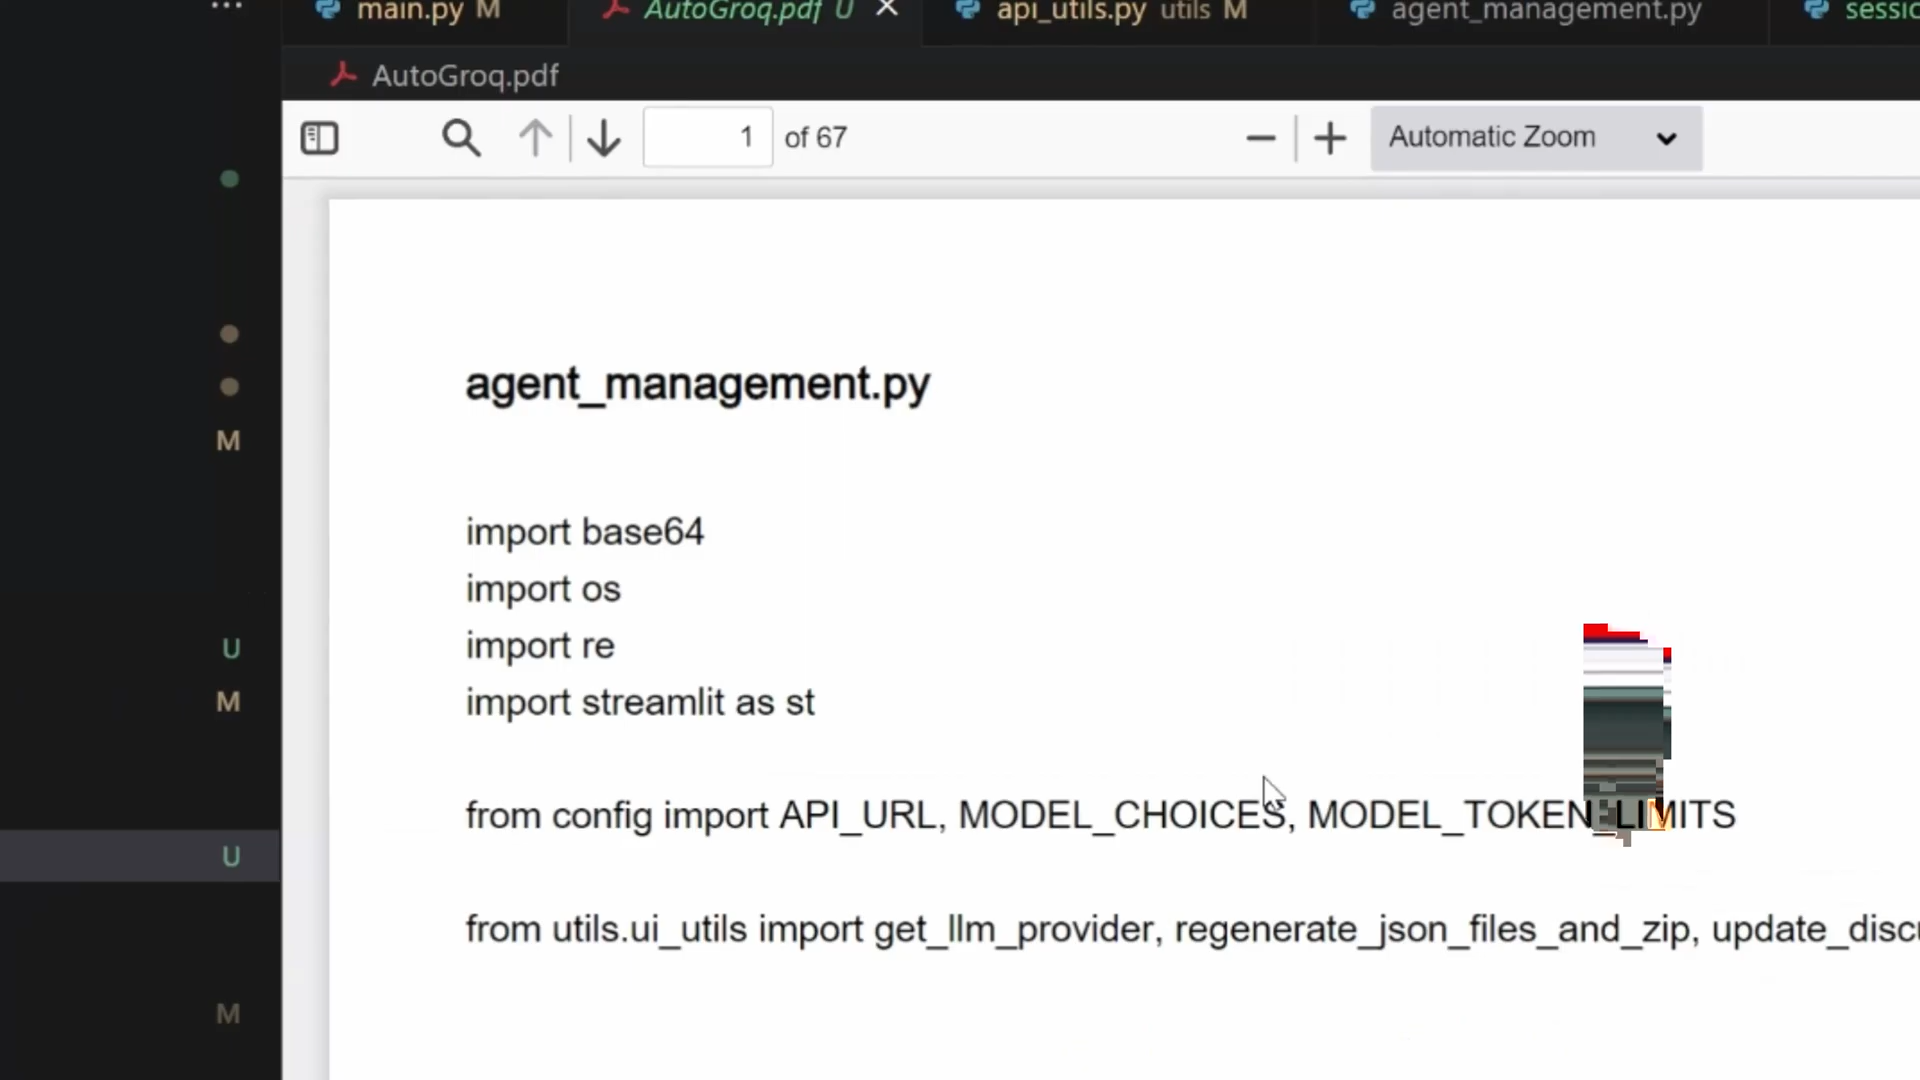 main.py M AutoGroq.pdf U api_utils.py utils M agent_management.py
AutoGroq.pdf
1 of 67 Automatic Zoom
agent_management.py
import base64
import os
import re
import streamlit as st
from config import API_URL, MODEL_CHOICES, MODEL_TOKEN_LIMITS
from utils.ui_utils import get_llm_provider, regenerate_json_files_and_zip,
M
U
M
U
M